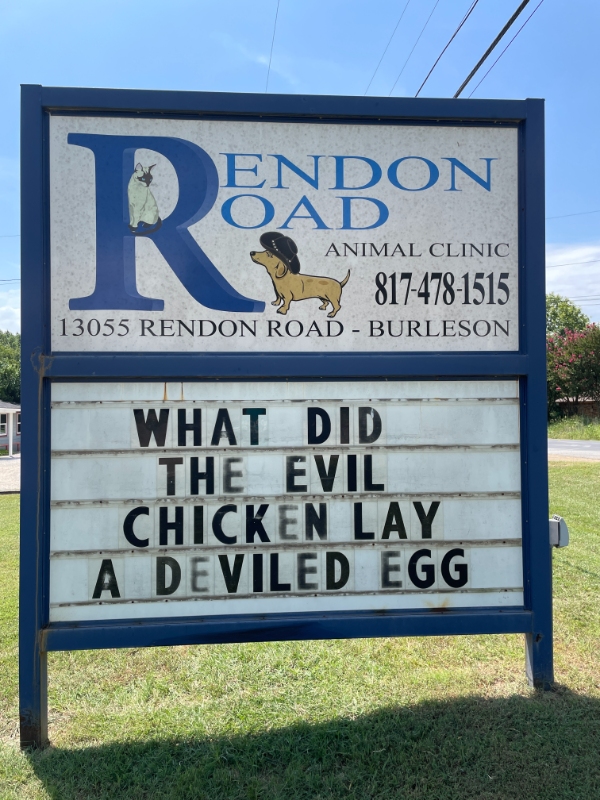 RENDON
ROAD
ANIMAL CLINIC
817-478-1515
13055 RENDON ROAD - BURLESON
WHAT DID
THE EVIL
CHICKEN LAY
A DEVILED EGG